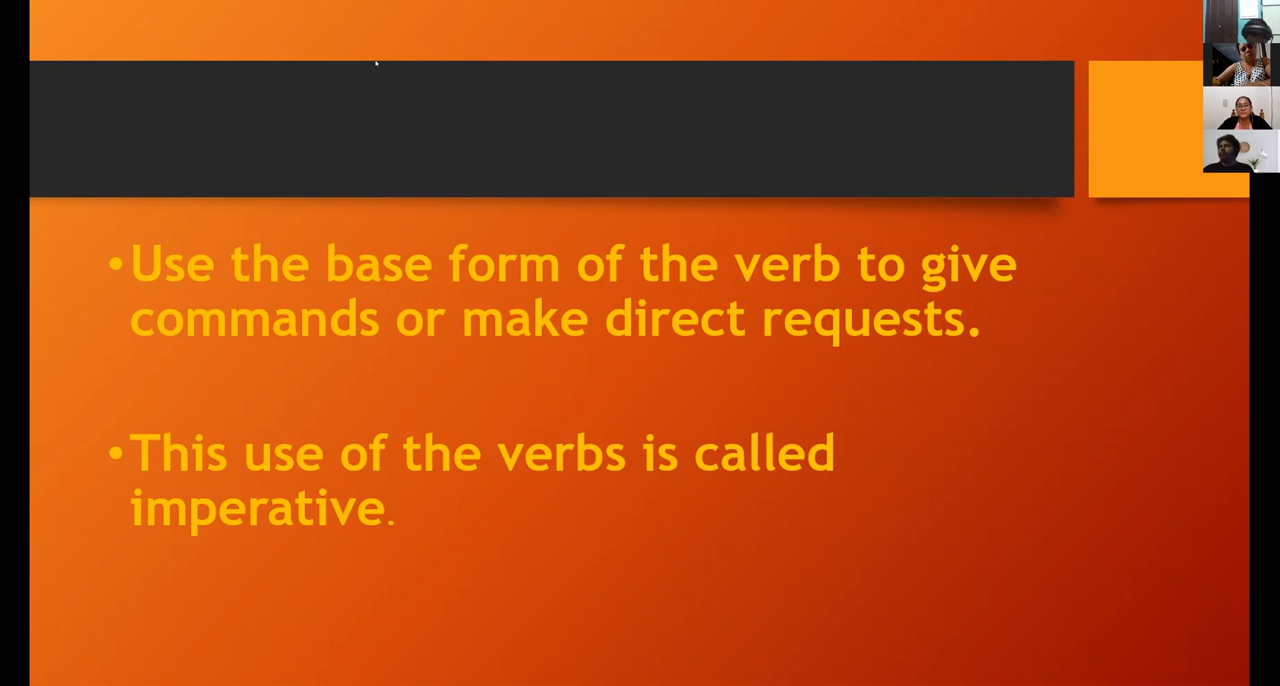 •Use the base form of the verb to give
commands or make direct requests.
•This use of the verbs is called
imperative.